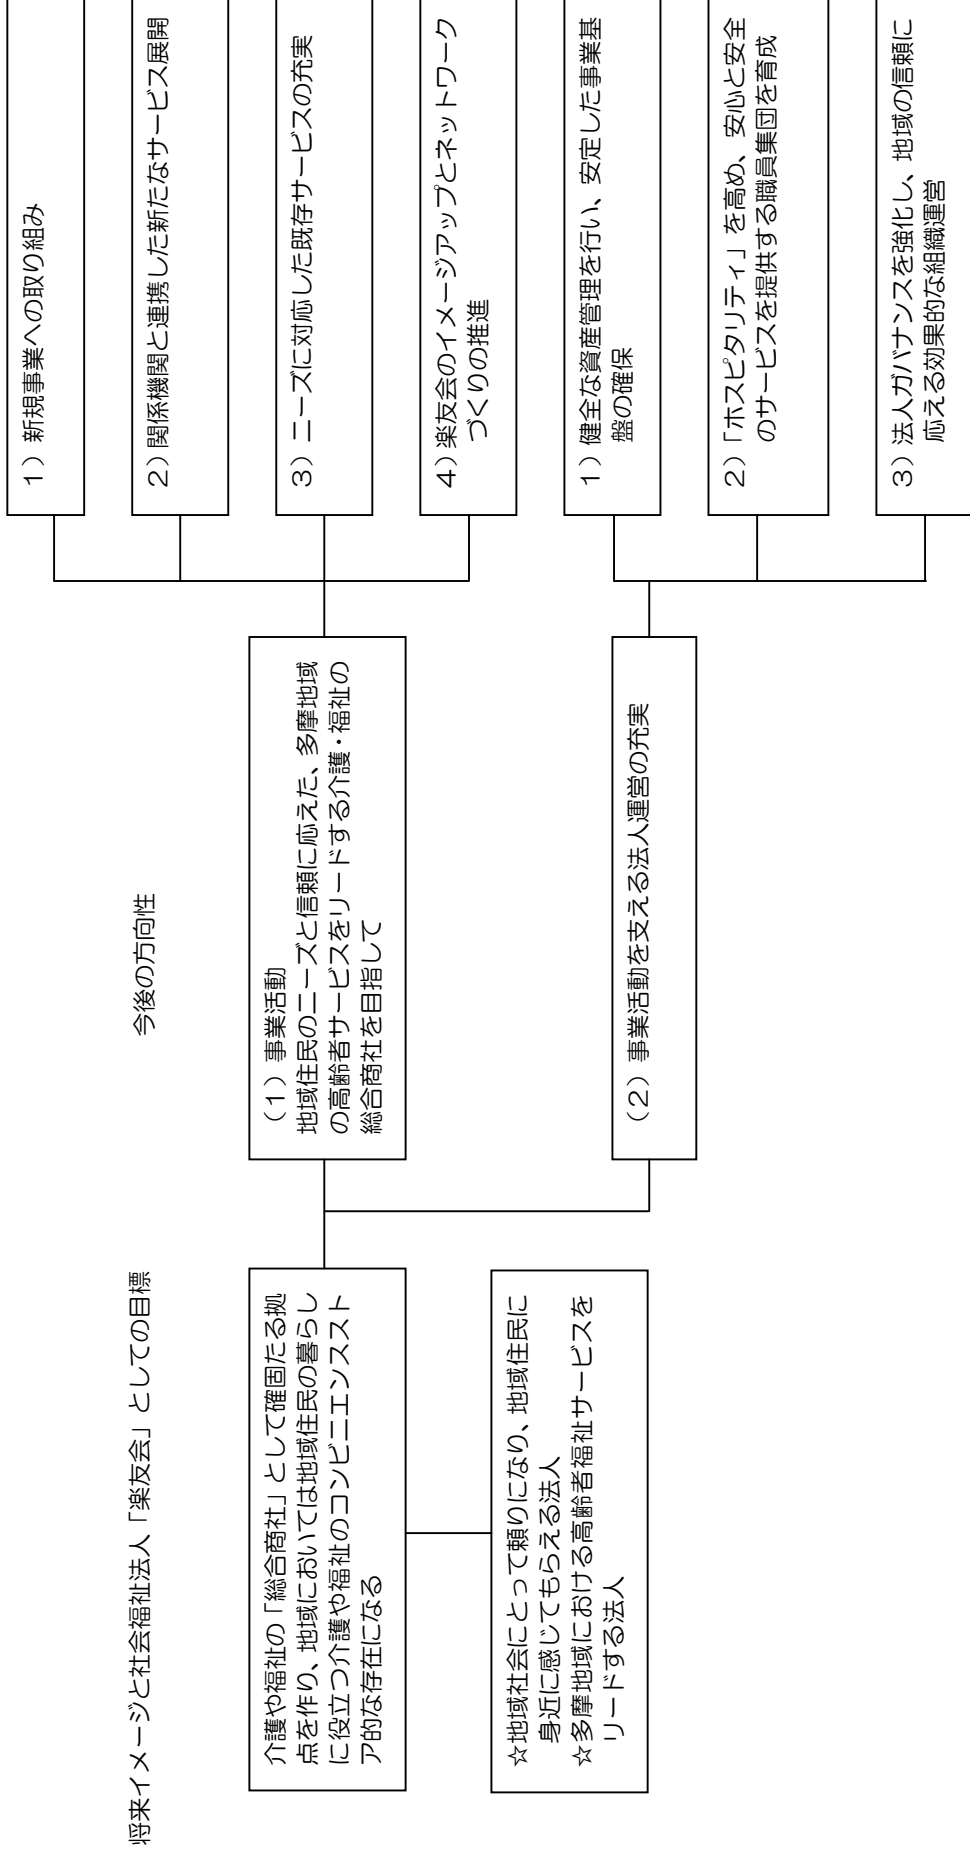 将来イメージと社会福祉法人「楽友会」としての目標
介護や福祉の「総合商社」として確固たる拠
点を作り、地域においては地域住民の暮らし
に役立つ介護や福祉のコンビニエンススト
ア的な存在になる
☆地域社会にとって頼りになり、地域住民に
身近に感じてもらえる法人
☆多摩地域における高齢者福祉サービスを
リードする法人
今後の方向性
（１）事業活動
地域住民のニーズと信頼に応えた、多摩地域
の高齢者サービスをリードする介護・福祉の
総合商社を目指して
（２）事業活動を支える法人運営の充実
１）新規事業への取り組み
２）関係機関と連携した新たなサービス展開
３）ニーズに対応した既存サービスの充実
４）楽友会のイメージアップとネットワーク
づくりの推進
１）健全な資産管理を行い、安定した事業基
盤の確保
２）「ホスピタリティ」を高め、安心と安全
のサービスを提供する職員集団を育成
３）法人ガバナンスを強化し、地域の信頼に
応える効果的な組織運営